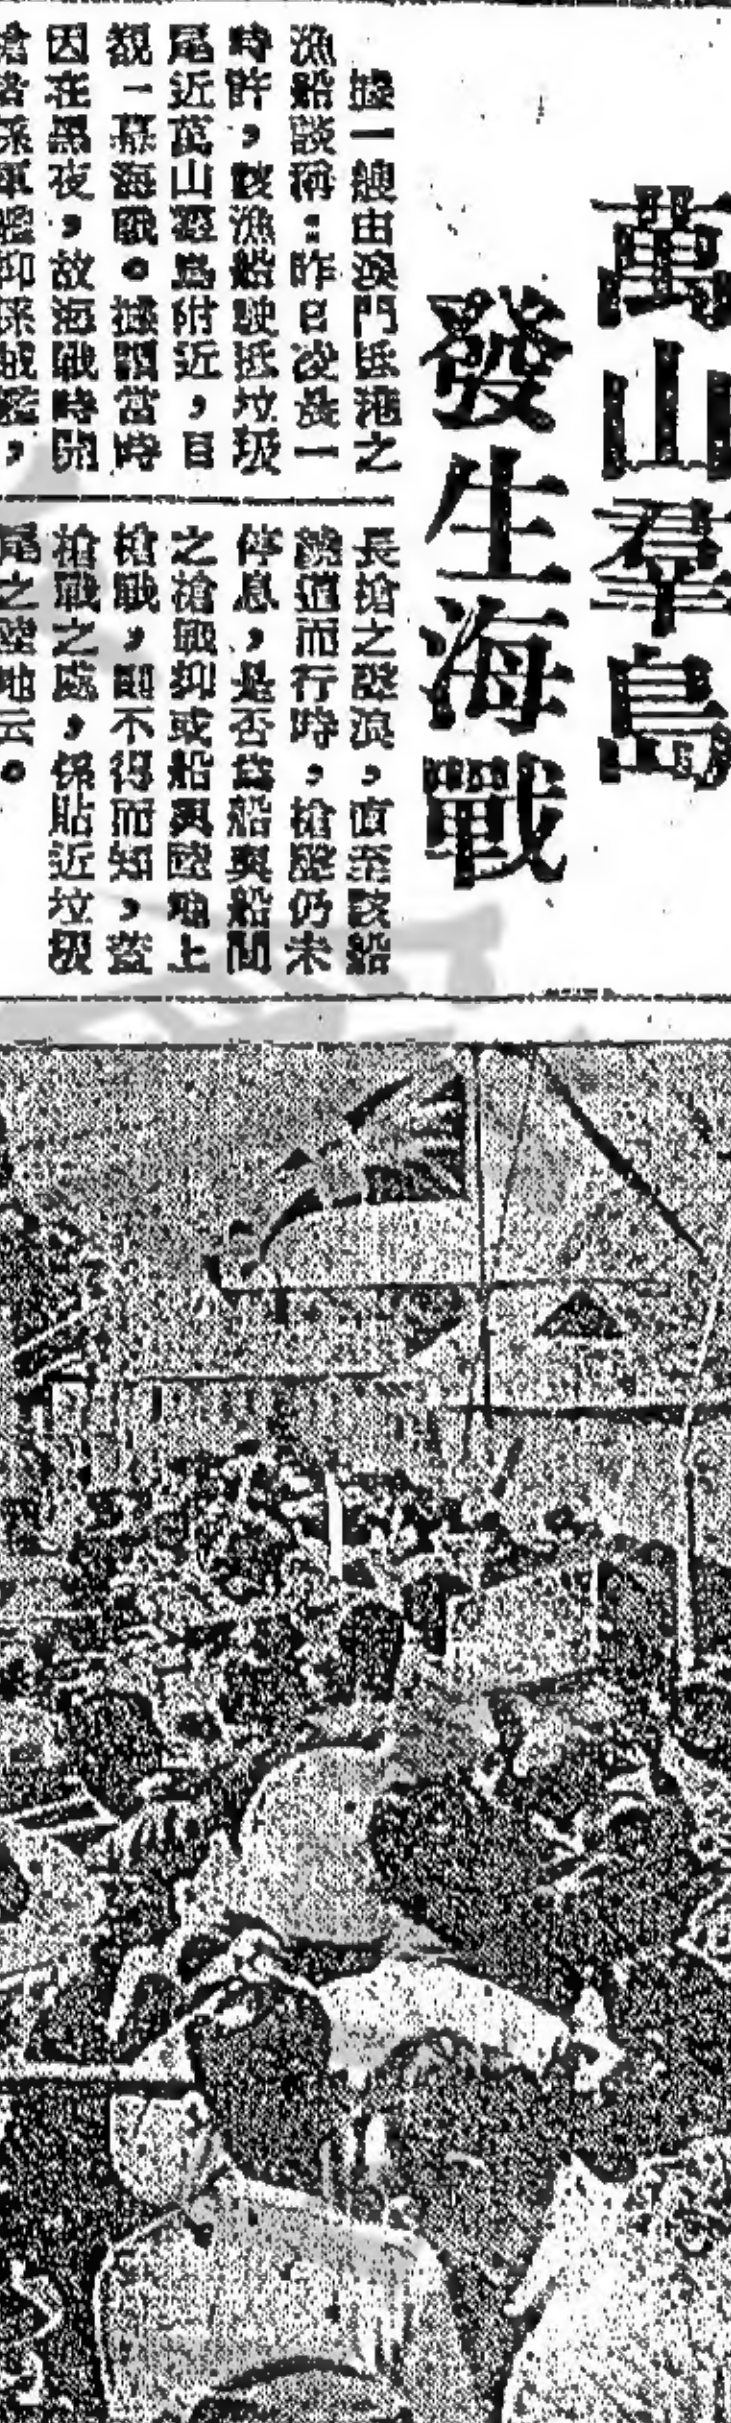 萬山羣島
發生海戰
據一艘由澳門抵港之
漁船談稱：昨日凌晨一
時許，該漁船駛抵垃圾
尾近萬山羣島附近，目
覩一幕海戰。據謂當時
因在黑夜，故海戰時開
槍者係軍艦抑係賊艦，
長槍之聲浪，直至該船
繞道而行時，槍聲仍未
停息，是否為船與船間
之槍戰抑或船與陸地上
槍戰，則不得而知，蓋
槍戰之處，係貼近垃圾
尾之陸地云。